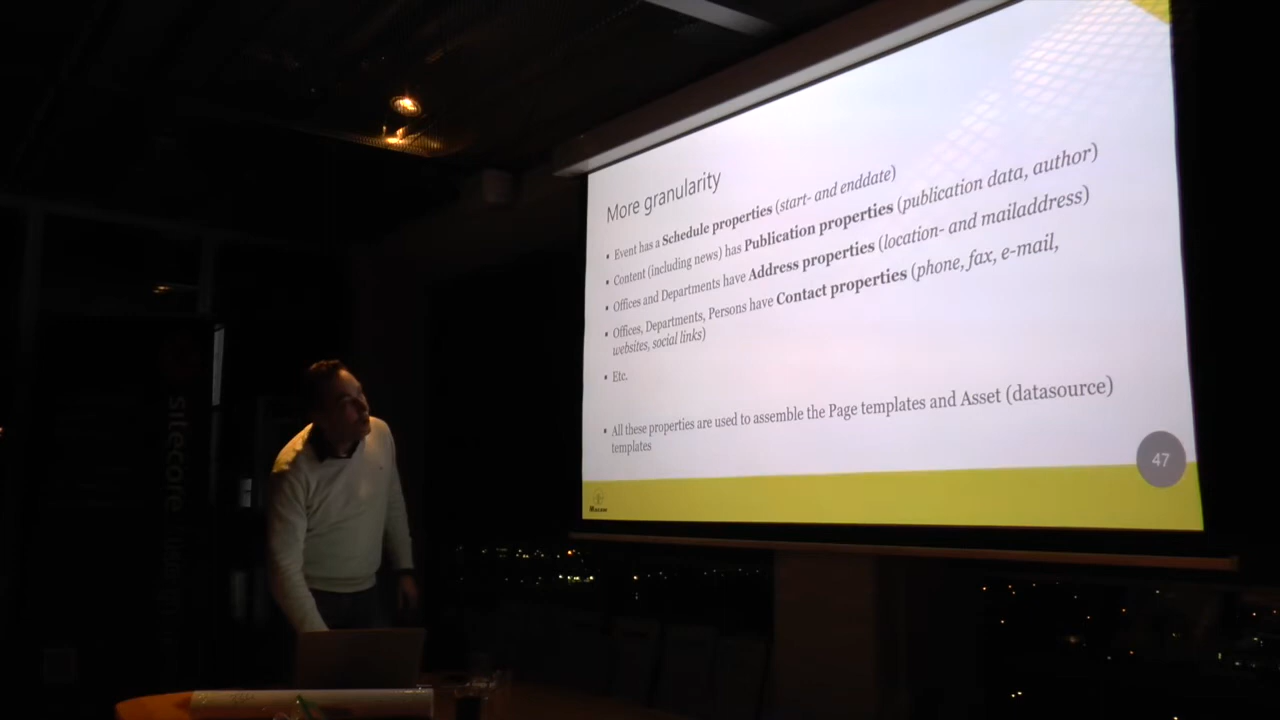 More granularity
▪ Event has a Schedule properties (start- and enddate)
▪ Content (including news) has Publication properties (publication data, author)
▪ Offices and Departments have Address properties (location- and mailaddress)
▪ Offices, Departments, Persons have Contact properties (phone, fax, e-mail,
websites, social links)
▪ Etc.
▪ All these properties are used to assemble the Page templates and Asset (datasource)
templates
47
sitecore